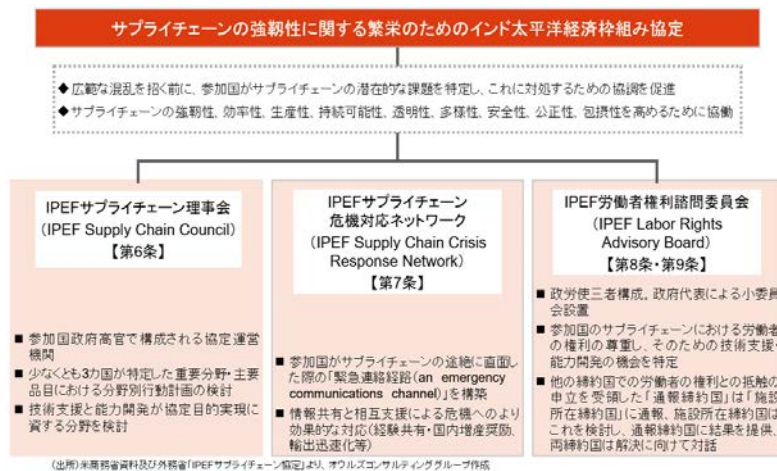 サプライチェーンの強靭性に関する繁栄のためのインド太平洋経済枠組み協定
◆広範な混乱を招く前に、参加国がサプライチェーンの潜在的な課題を特定し、これに対処するための協調を促進
◆サプライチェーンの強靭性、効率性、生産性、持続可能性、透明性、多様性、安全性、公正性、包摂性を高めるために協働
IPEFサプライチェーン理事会
(IPEF Supply Chain Council)
【第6条】
■ 参加国政府高官で構成される協定運営
機関
■ 少なくとも3カ国が特定した重要分野・主要
品目における分野別行動計画の検討
■ 技術支援と能力開発が協定目的実現に
資する分野を検討
IPEFサプライチェーン
危機対応ネットワーク
(IPEF Supply Chain Crisis
Response Network)
【第7条】
■ 参加国がサプライチェーンの途絶に直面し
た際の「緊急連絡経路(an emergency
communications channel)」を構築
■ 情報共有と相互支援による危機へのより
効果的な対応(経験共有・国内増産奨励、
輸出迅速化等)
IPEF労働者権利諮問委員会
(IPEF Labor Rights
Advisory Board)
【第8条・第9条】
■ 政労使三者構成。政府代表による小委員
会設置
■ 参加国のサプライチェーンにおける労働者
の権利の尊重し、そのための技術支援・
能力開発の機会を特定
■ 他の締約国での労働者の権利との抵触の
申立を受領した「通報締約国」は「施設
所在締約国」に通報、施設所在締約国は
これを検討し、通報締約国に結果を提供、
両締約国は解決に向けて対話
(出所)米商務省資料及び外務省「IPEFサプライチェーン協定」より、オウルズコンサルティンググループ作成